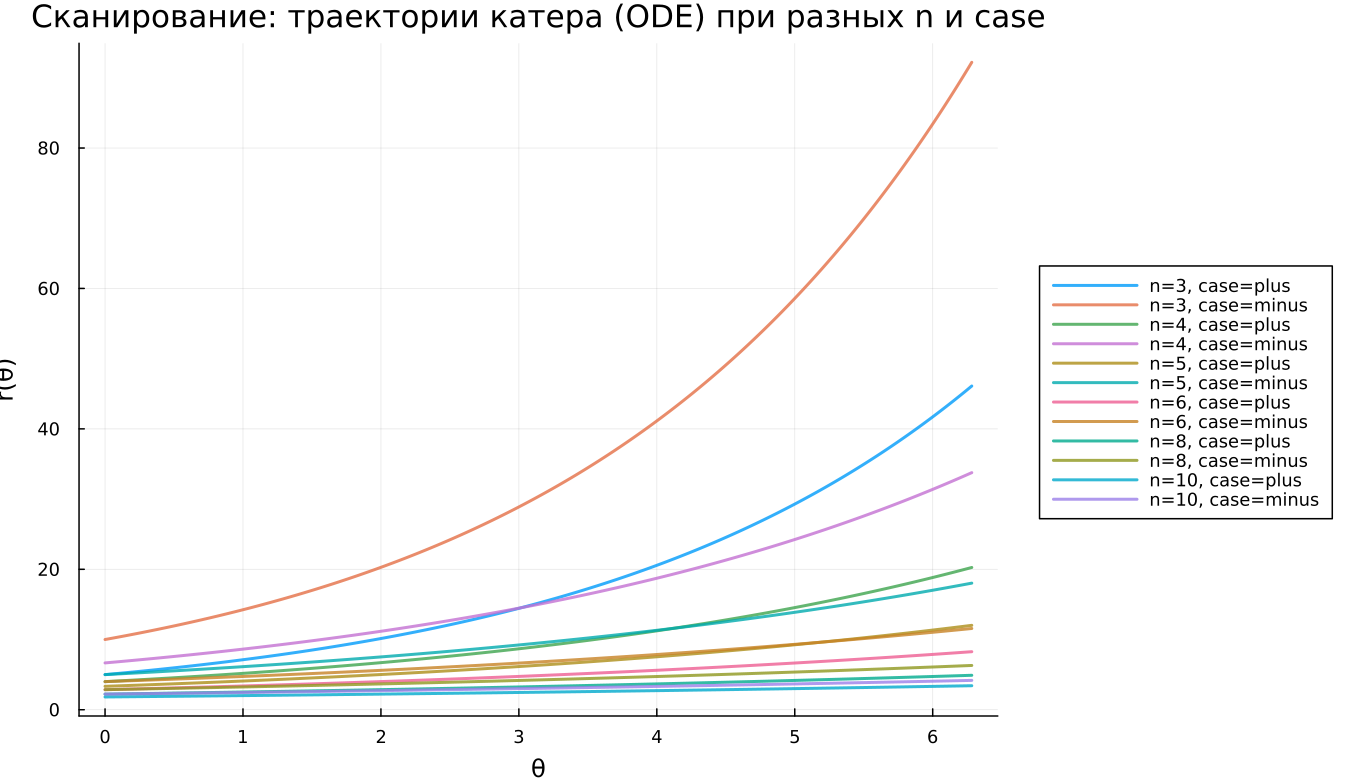 Сканирование: траектории катера (ODE) при разных n и case
80
60
40
20
0
r(θ)
0 1 2 3 4 5 6
θ
n=3, case=plus
n=3, case=minus
n=4, case=plus
n=4, case=minus
n=5, case=plus
n=5, case=minus
n=6, case=plus
n=6, case=minus
n=8, case=plus
n=8, case=minus
n=10, case=plus
n=10, case=minus